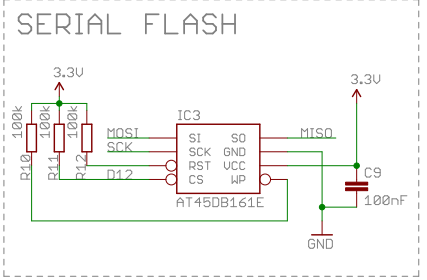 SERIAL FLASH
3.3V
3.3V
100k
100k
100k
IC3
MOSI
SCK
D12
SI
SCK
RST
CS
SO
GND
VCC
WP
MISO
R10
R11
R12
AT45DB161E
C9
100nF
GND